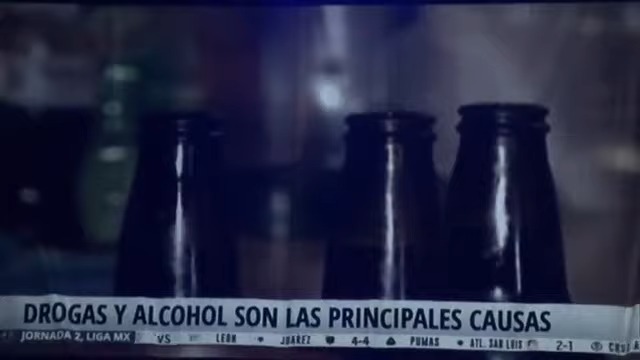 DROGAS Y ALCOHOL SON LAS PRINCIPALES CAUSAS
JORNADA 2, LIGA MX VS LEÓN JUÁREZ 4-4 PUMAS ATL. SAN LUIS 2-1